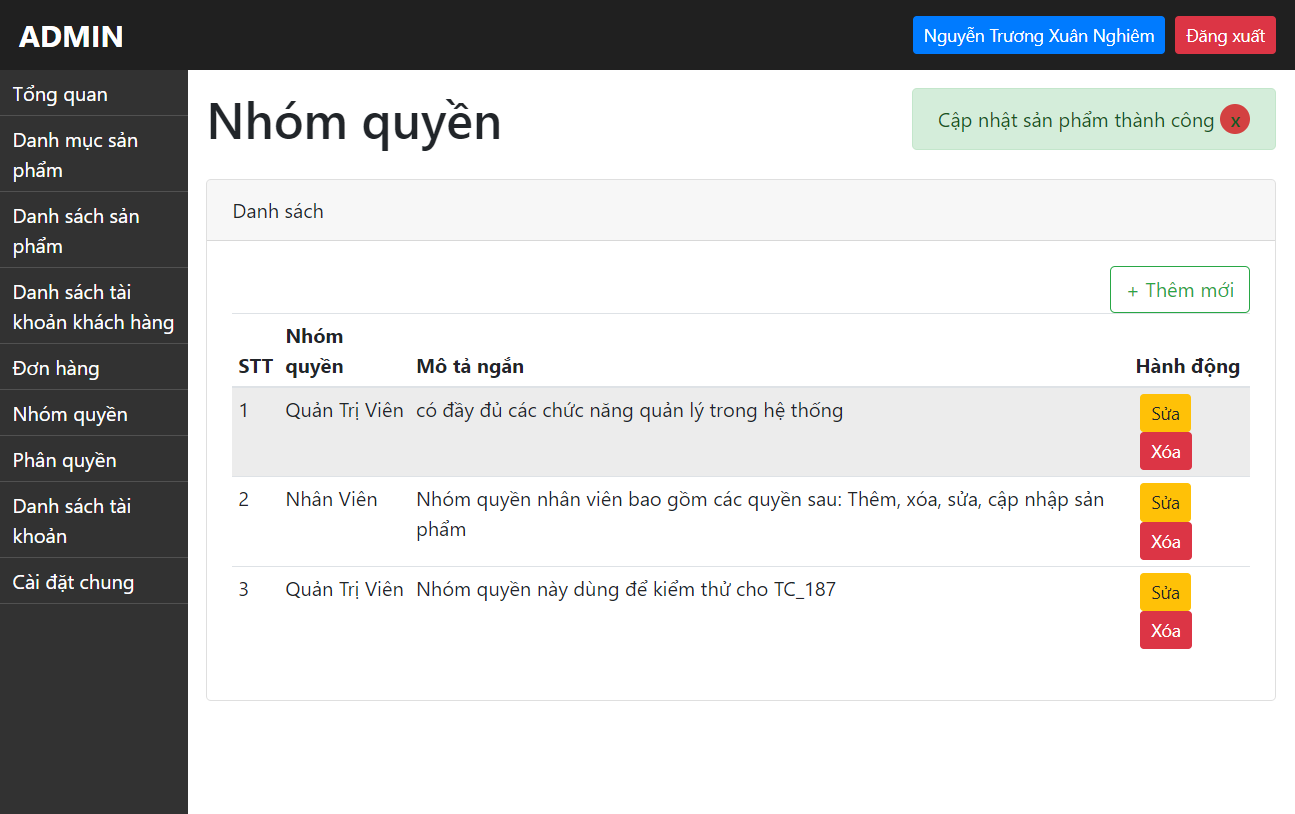 ADMIN
Nguyễn Trương Xuân Nghiêm
Đăng xuất
Tổng quan
Danh mục sản
phẩm
Danh sách sản
phẩm
Danh sách tài
khoản khách hàng
Đơn hàng
Nhóm quyền
Phân quyền
Danh sách tài
khoản
Cài đặt chung
Nhóm quyền
Cập nhật sản phẩm thành công x
Danh sách
+ Thêm mới
STT Nhóm quyền Mô tả ngắn Hành động
1 Quản Trị Viên có đầy đủ các chức năng quản lý trong hệ thống Sửa
Xóa
2 Nhân Viên Nhóm quyền nhân viên bao gồm các quyền sau: Thêm, xóa, sửa, cập nhập sản
phẩm
Sửa
Xóa
3 Quản Trị Viên Nhóm quyền này dùng để kiểm thử cho TC_187 Sửa
Xóa